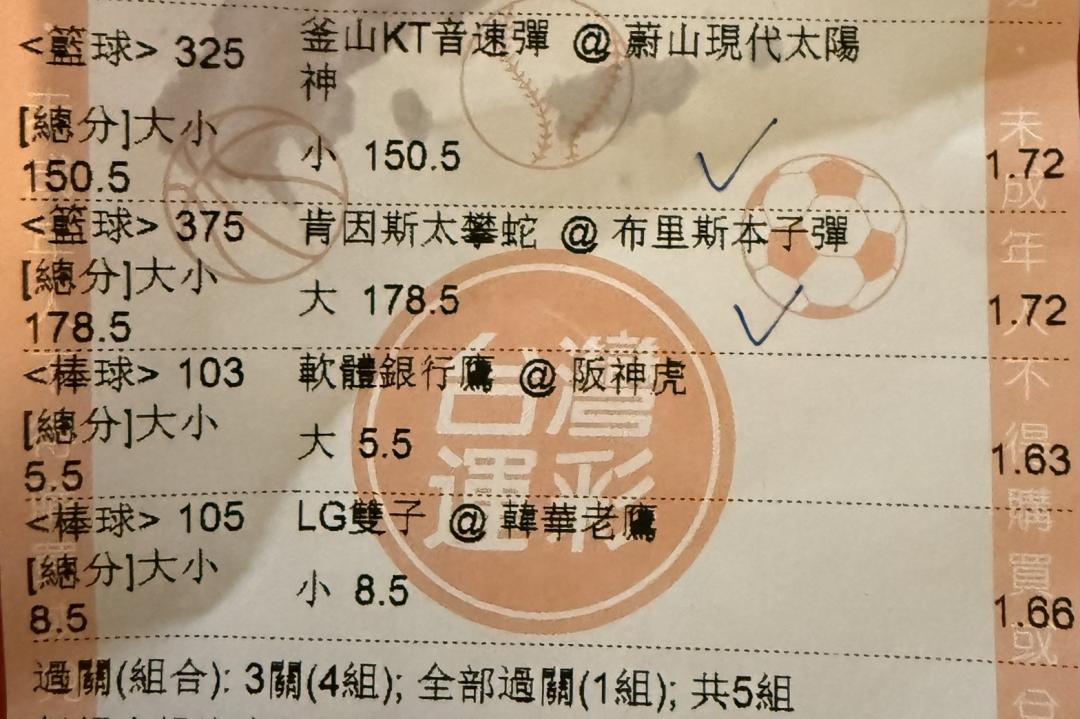 <籃球> 325 釜山KT音速彈 @ 蔚山現代太陽
神
[總分]大小
150.5 小 150.5 1.72
<籃球> 375 肯因斯太攀蛇 @ 布里斯本子彈
[總分]大小
178.5 大 178.5 1.72
<棒球> 103 軟體銀行鷹 @ 阪神虎
[總分]大小
5.5 大 5.5 1.63
<棒球> 105 LG雙子 @ 韓華老鷹
[總分]大小
8.5 小 8.5 1.66
過關(組合): 3關(4組); 全部過關(1組); 共5組
台灣
運彩
未成年人不得購買或